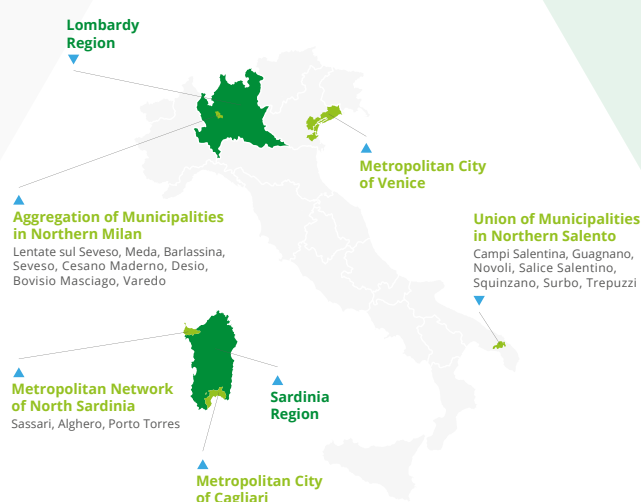 Lombardy
Region
Metropolitan City
of Venice
Aggregation of Municipalities
in Northern Milan
Lentate sul Seveso, Meda, Barlassina,
Seveso, Cesano Maderno, Desio,
Bovisio Masciago, Varedo
Union of Municipalities
in Northern Salento
Campi Salentina, Guagnano,
Novoli, Salice Salentino,
Squinzano, Surbo, Trepuzzi
Metropolitan Network
of North Sardinia
Sassari, Alghero, Porto Torres
Sardinia
Region
Metropolitan City
of Cagliari